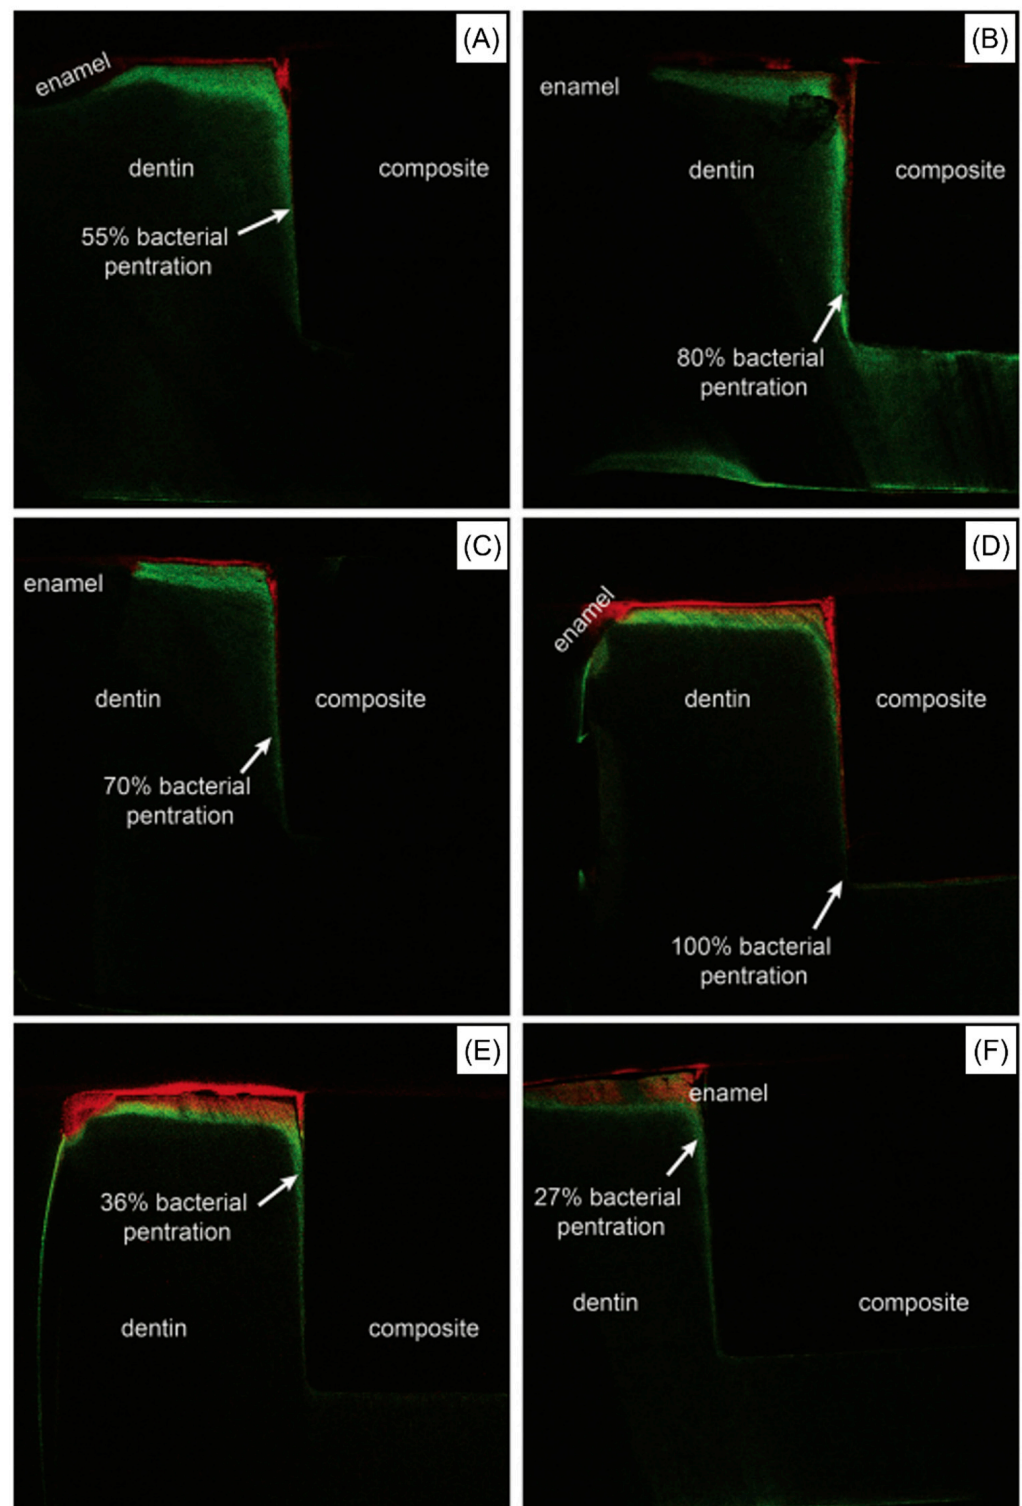 (A)
enamel
dentin
composite
55% bacterial
pentration
(B)
enamel
dentin
composite
80% bacterial
pentration
(C)
enamel
dentin
composite
70% bacterial
pentration
(D)
enamel
dentin
composite
100% bacterial
pentration
(E)
36% bacterial
pentration
dentin
composite
(F)
enamel
27% bacterial
pentration
dentin
composite